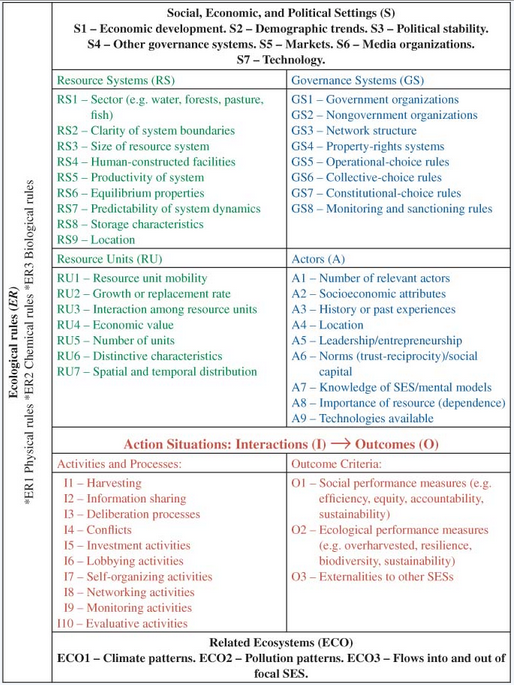 Social, Economic, and Political Settings (S)
S1 – Economic development. S2 – Demographic trends. S3 – Political stability.
S4 – Other governance systems. S5 – Markets. S6 – Media organizations.
S7 – Technology.
Ecological rules (ER)
*ER1 Physical rules *ER2 Chemical rules *ER3 Biological rules
Resource Systems (RS)
RS1 – Sector (e.g. water, forests, pasture,
fish)
RS2 – Clarity of system boundaries
RS3 – Size of resource system
RS4 – Human-constructed facilities
RS5 – Productivity of system
RS6 – Equilibrium properties
RS7 – Predictability of system dynamics
RS8 – Storage characteristics
RS9 – Location
Governance Systems (GS)
GS1 – Government organizations
GS2 – Nongovernment organizations
GS3 – Network structure
GS4 – Property-rights systems
GS5 – Operational-choice rules
GS6 – Collective-choice rules
GS7 – Constitutional-choice rules
GS8 – Monitoring and sanctioning rules
Resource Units (RU)
RU1 – Resource unit mobility
RU2 – Growth or replacement rate
RU3 – Interaction among resource units
RU4 – Economic value
RU5 – Number of units
RU6 – Distinctive characteristics
RU7 – Spatial and temporal distribution
Actors (A)
A1 – Number of relevant actors
A2 – Socioeconomic attributes
A3 – History or past experiences
A4 – Location
A5 – Leadership/entrepreneurship
A6 – Norms (trust-reciprocity)/social
capital
A7 – Knowledge of SES/mental models
A8 – Importance of resource (dependence)
A9 – Technologies available
Action Situations: Interactions (I) → Outcomes (O)
Activities and Processes:
I1 – Harvesting
I2 – Information sharing
I3 – Deliberation processes
I4 – Conflicts
I5 – Investment activities
I6 – Lobbying activities
I7 – Self-organizing activities
I8 – Networking activities
I9 – Monitoring activities
I10 – Evaluative activities
Outcome Criteria:
O1 – Social performance measures (e.g.
efficiency, equity, accountability,
sustainability)
O2 – Ecological performance measures
(e.g. overharvested, resilience,
biodiversity, sustainability)
O3 – Externalities to other SESs
Related Ecosystems (ECO)
ECO1 – Climate patterns. ECO2 – Pollution patterns. ECO3 – Flows into and out of
focal SES.